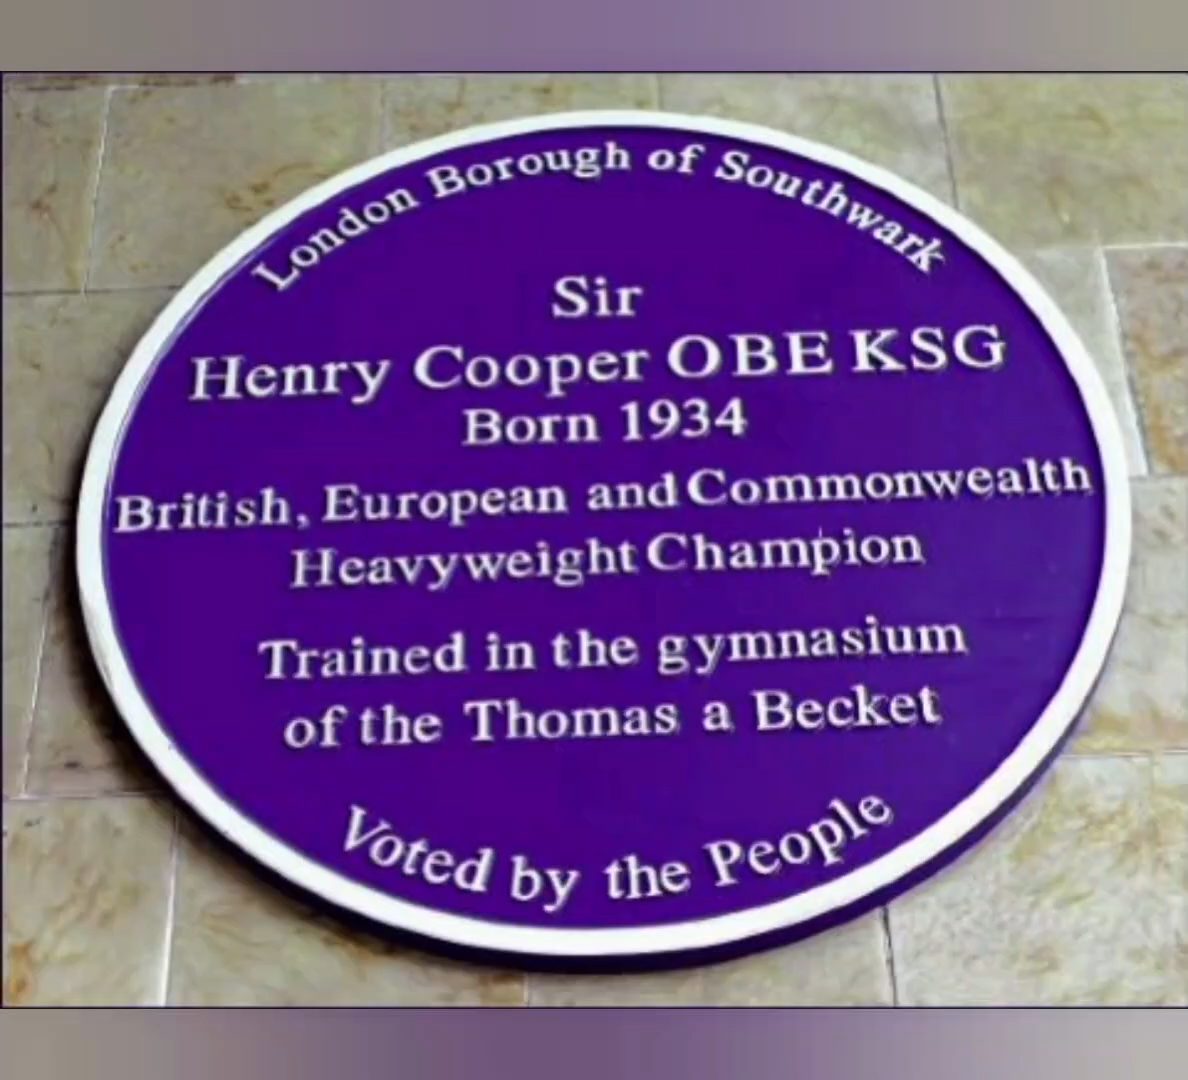 London Borough of Southwark
Sir
Henry Cooper OBE KSG
Born 1934
British, European and Commonwealth
Heavyweight Champion
Trained in the gymnasium
of the Thomas a Becket
Voted by the People